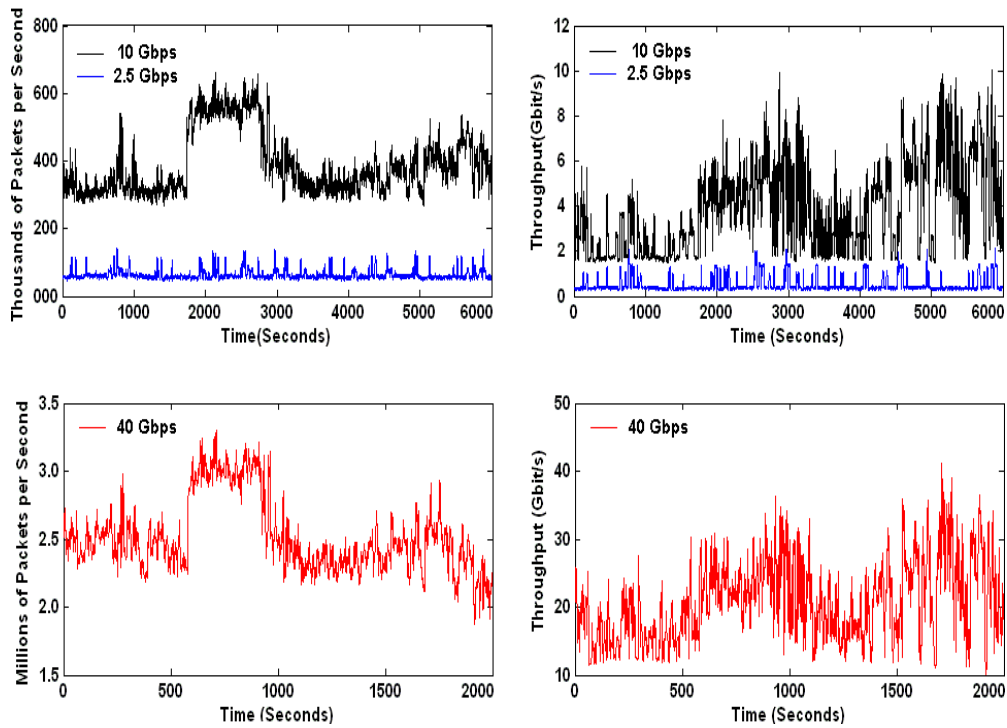 Thousands of Packets per Second
800
600
400
200
000
10 Gbps
2.5 Gbps
0 1000 2000 3000 4000 5000 6000
Time(Seconds)
Throughput(Gbit/s)
12
10
8
6
4
2
0
10 Gbps
2.5 Gbps
0 1000 2000 3000 4000 5000 6000
Time (Seconds)
Millions of Packets per Second
3.5
3.0
2.5
2.0
1.5
40 Gbps
0 500 1000 1500 2000
Time (Seconds)
Throughput (Gbit/s)
50
40
30
20
10
40 Gbps
0 500 1000 1500 2000
Time (Seconds)